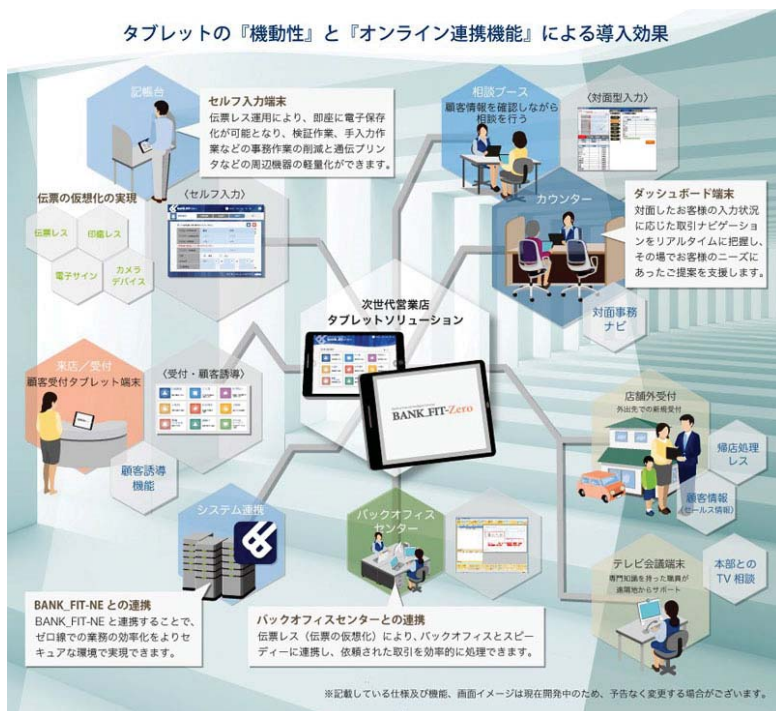 タブレットの『機動性』と『オンライン連携機能』による導入効果
記帳台
セルフ入力端末
伝票レス運用により、即座に電子保存
化が可能となり、検証作業、手入力作
業などの事務作業の削減と通伝プリン
タなどの周辺機器の軽量化ができます。
相談ブース
顧客情報を確認しながら
相談を行う
〈対面型入力〉
伝票の仮想化の実現
伝票レス
印鑑レス
電子サイン
カメラ
デバイス
〈セルフ入力〉
カウンター
ダッシュボード端末
対面したお客様の入力状況
に応じた取引ナビゲーショ
ンをリアルタイムに把握し、
その場でお客様のニーズに
あったご提案を支援します。
対面事務
ナビ
次世代営業店
タブレットソリューション
BANK_FIT-Zero
来店／受付
顧客受付タブレット端末
〈受付・顧客誘導〉
顧客誘導
機能
店舗外受付
外出先での新規受付
帰店処理
レス
顧客情報
(セールス情報)
システム連携
バックオフィス
センター
テレビ会議端末
専門知識を持った職員が
遠隔地からサポート
本部との
TV 相談
BANK_FIT-NE との連携
BANK_FIT-NE と連携することで、
ゼロ線での業務の効率化をよりセ
キュアな環境で実現できます。
バックオフィスセンターとの連携
伝票レス（伝票の仮想化）により、バックオフィスとスピー
ディーに連携し、依頼された取引を効率的に処理できます。
※記載している仕様及び機能、画面イメージは現在開発中のため、予告なく変更する場合がございます。